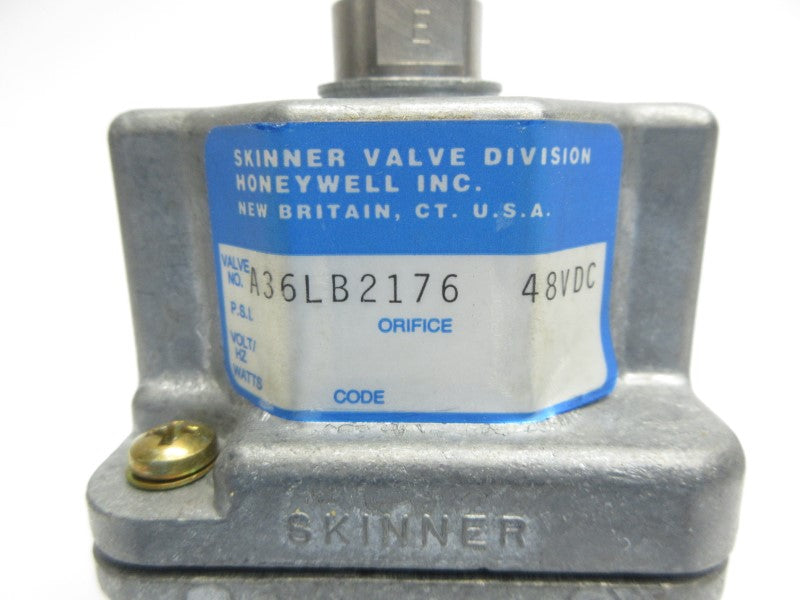 E
SKINNER VALVE DIVISION
HONEYWELL INC.
NEW BRITAIN, CT. U.S.A.
VALVE NO. A36LB2176 48VDC
P.S.I.
ORIFICE
VOLT/
HZ
WATTS
CODE
SKINNER